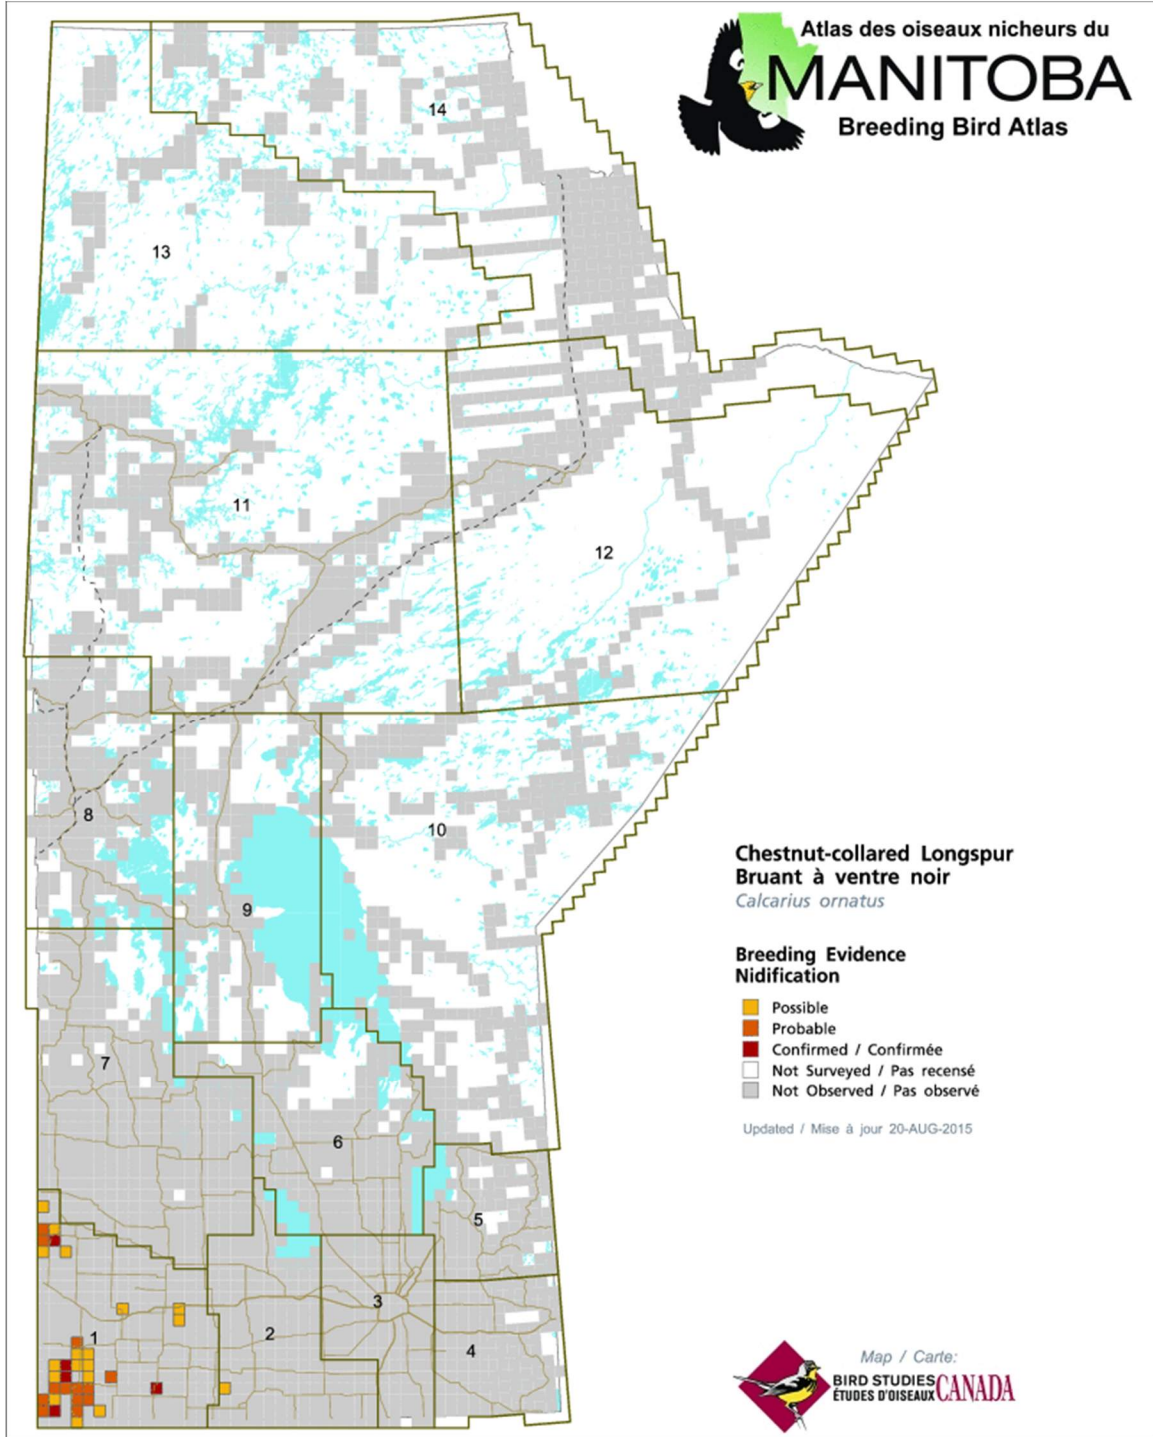 Atlas des oiseaux nicheurs du
MANITOBA
Breeding Bird Atlas
14
13
11
12
8
10
9
7
6
5
3
1
2
4
Chestnut-collared Longspur
Bruant à ventre noir
Calcarius ornatus
Breeding Evidence
Nidification
Possible
Probable
Confirmed / Confirmée
Not Surveyed / Pas recensé
Not Observed / Pas observé
Updated / Mise à jour 20-AUG-2015
Map / Carte:
BIRD STUDIES
ÉTUDES D'OISEAUX CANADA